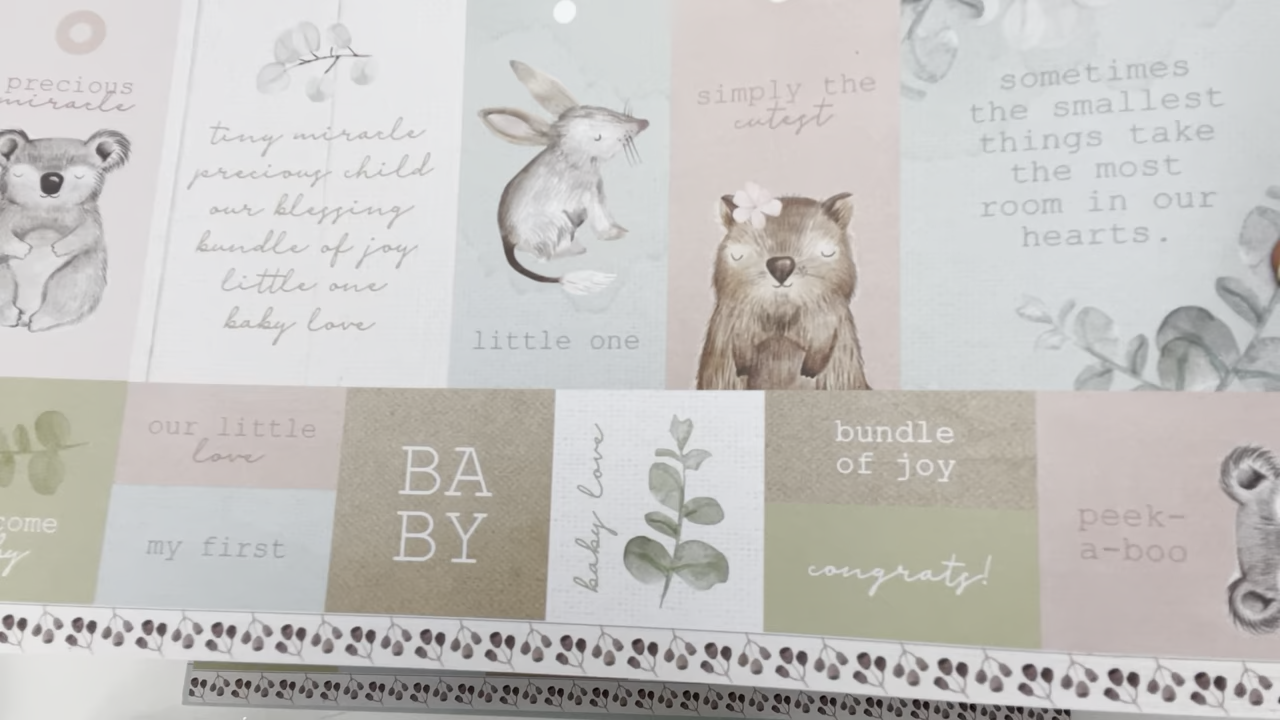 precious
miracle
tiny miracle
precious child
our blessing
bundle of joy
little one
baby love
little one
simply the
cutest
sometimes
the smallest
things take
the most
room in our
hearts.
our little
love
my first
BA
BY
baby love
bundle
of joy
congrats!
peek-
a-boo